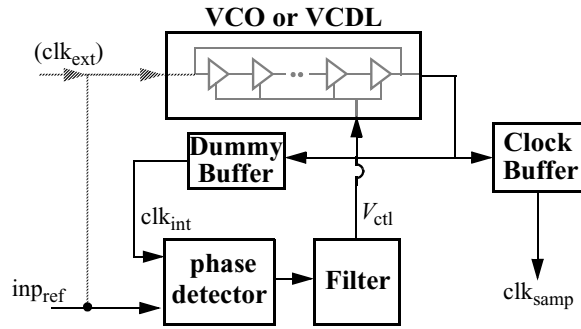 VCO or VCDL
(clk_ext)
Dummy
Buffer
Clock
Buffer
clk_int
V_ctl
phase
detector
Filter
inp_ref
clk_samp